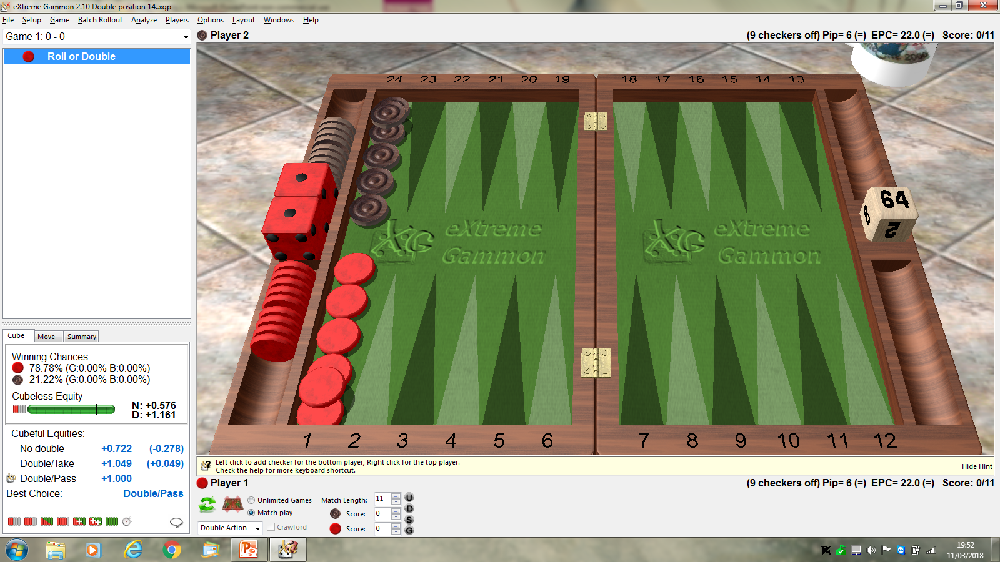 eXtreme Gammon 2.10 Double position 14..xgp
File Setup Game Batch Rollout Analyze Players Options Layout Windows Help
Game 1: 0 - 0
Roll or Double
Player 2
(9 checkers off) Pip= 6 (=) EPC= 22.0 (=) Score: 0/11
24 23 22 21 20 19 18 17 16 15 14 13
64
8
2
eXtreme
Gammon
eXtreme
Gammon
1 2 3 4 5 6 7 8 9 10 11 12
Cube Move Summary
Winning Chances
78.78% (G:0.00% B:0.00%)
21.22% (G:0.00% B:0.00%)
Cubeless Equity
N: +0.576
D: +1.161
Cubeful Equities:
No double +0.722 (-0.278)
Double/Take +1.049 (+0.049)
Double/Pass +1.000
Best Choice: Double/Pass
Left click to add checker for the bottom player, Right click for the top player.
Check the help for more keyboard shortcut.
Hide Hint
Player 1
(9 checkers off) Pip= 6 (=) EPC= 22.0 (=) Score: 0/11
Unlimited Games
Match play
Double Action
Crawford
Match Length: 11
Score: 0
Score: 0
U
D
S
G
19:52
11/03/2018